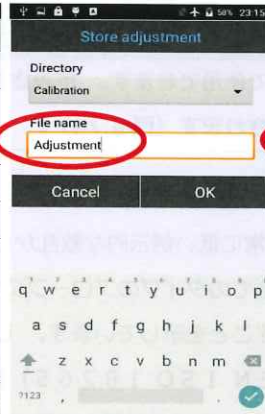 58% 23:15
Store adjustment
Directory
Calibration
File name
Adjustment
Cancel OK
q w e r t y u i o p
a s d f g h j k l
z x c v b n m
?123 , .